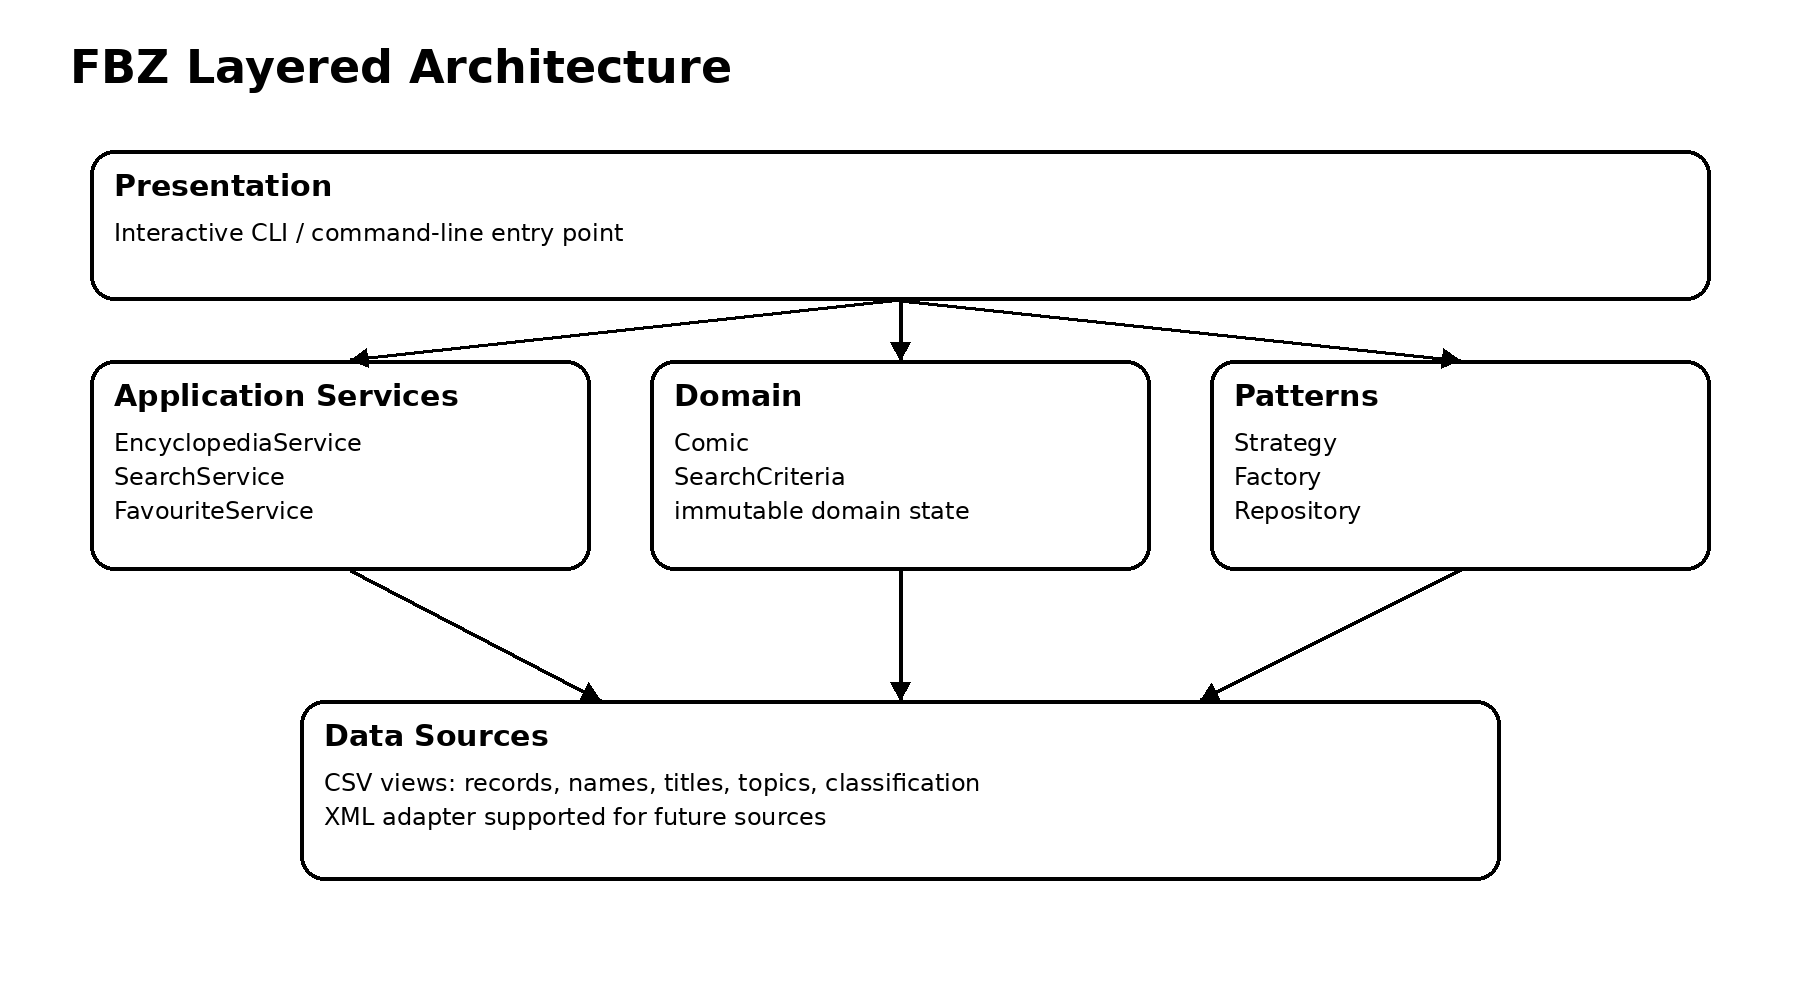 FBZ Layered Architecture
Presentation
Interactive CLI / command-line entry point
Application Services
EncyclopediaService
SearchService
FavouriteService
Domain
Comic
SearchCriteria
immutable domain state
Patterns
Strategy
Factory
Repository
Data Sources
CSV views: records, names, titles, topics, classification
XML adapter supported for future sources